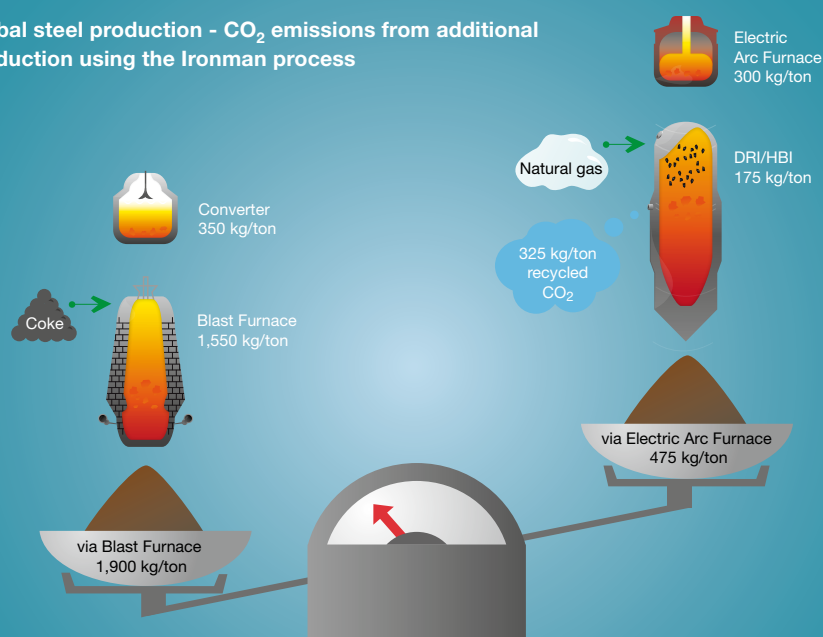 bal steel production - CO2 emissions from additional
duction using the Ironman process
Electric
Arc Furnace
300 kg/ton
Natural gas
DRI/HBI
175 kg/ton
Converter
350 kg/ton
325 kg/ton
recycled
CO2
Coke
Blast Furnace
1,550 kg/ton
via Electric Arc Furnace
475 kg/ton
via Blast Furnace
1,900 kg/ton